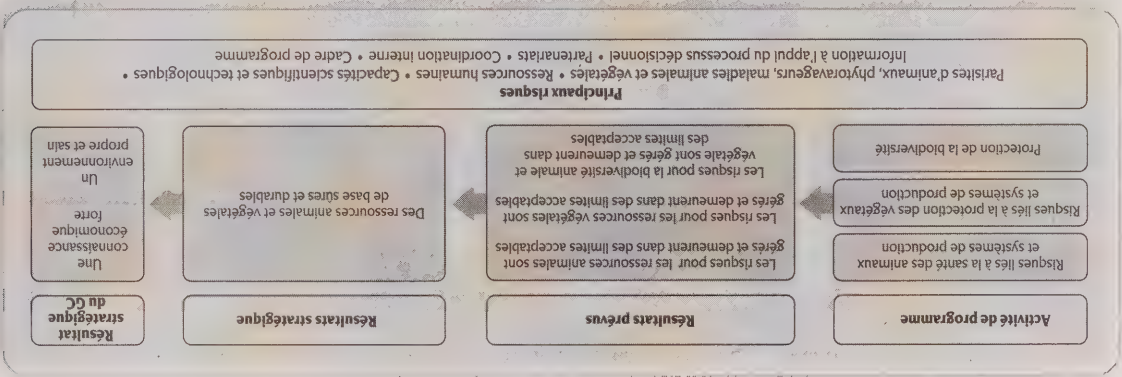 Activité de programme
Résultats prévus
Résultats stratégiques
Résultat
stratégique
du GC
Risques liés à la santé des animaux
et systèmes de production
Risques liés à la protection des végétaux
et systèmes de production
Protection de la biodiversité
Les risques pour les ressources animales sont
gérés et demeurent dans des limites acceptables
Les risques pour les ressources végétales sont
gérés et demeurent dans des limites acceptables
Les risques pour la biodiversité animale et
végétale sont gérés et demeurent dans
des limites acceptables
Des ressources animales et végétales
de base sûres et durables
Une
connaissance
économique
forte
Un
environnement
propre et sain
Principaux risques
Parisites d'animaux, phytoravageurs, maladies animales et végétales • Ressources humaines • Capacités scientifiques et technologiques •
Information à l'appui du processus décisionnel • Partenariats • Coordination interne • Cadre de programme